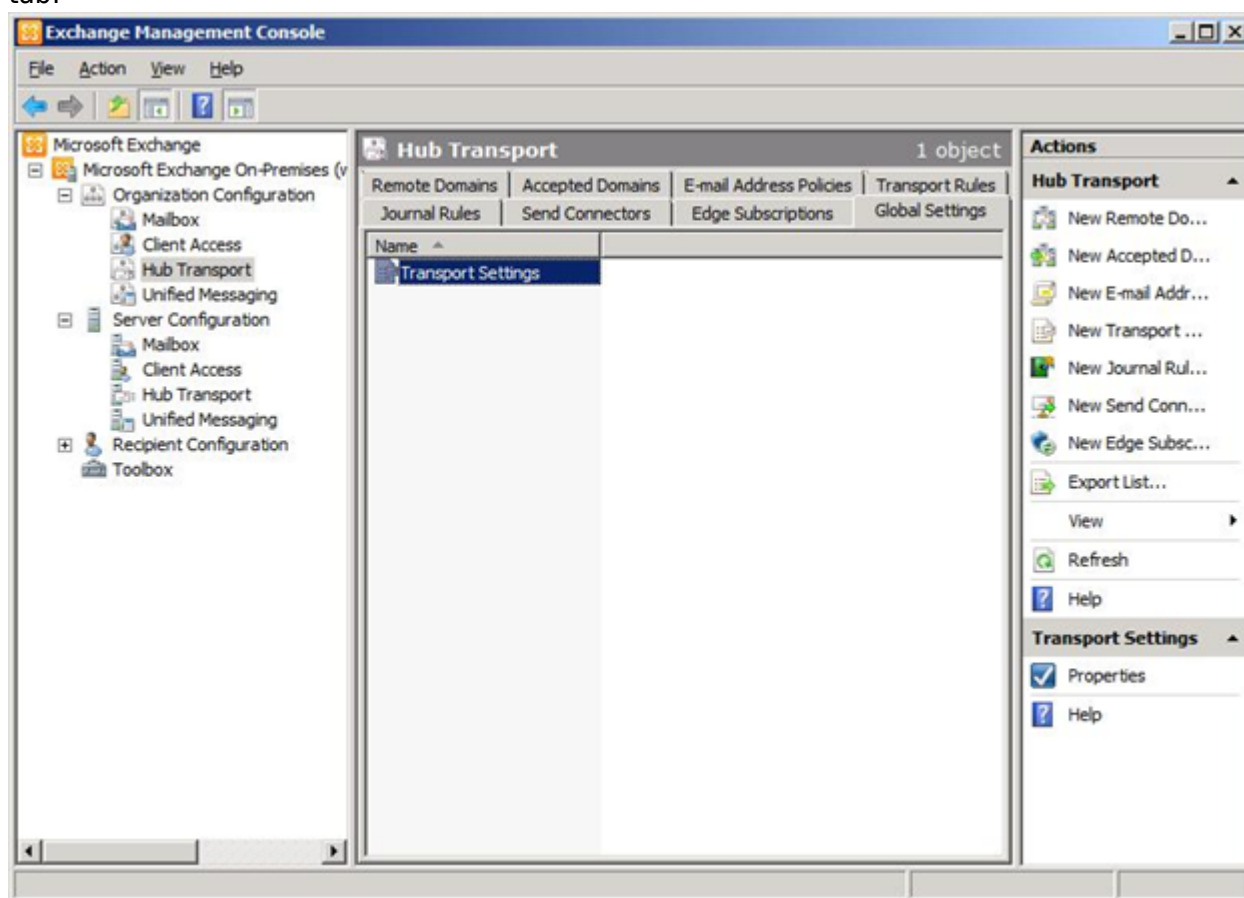 tab.
Exchange Management Console
File Action View Help
Microsoft Exchange
Microsoft Exchange On-Premises (w
Organization Configuration
Mailbox
Client Access
Hub Transport
Unified Messaging
Server Configuration
Mailbox
Client Access
Hub Transport
Unified Messaging
Recipient Configuration
Toolbox
Hub Transport 1 object
Remote Domains Accepted Domains E-mail Address Policies Transport Rules
Journal Rules Send Connectors Edge Subscriptions Global Settings
Name
Transport Settings
Actions
Hub Transport
New Remote Do...
New Accepted D...
New E-mail Addr...
New Transport ...
New Journal Rul...
New Send Conn...
New Edge Subsc...
Export List...
View
Refresh
Help
Transport Settings
Properties
Help